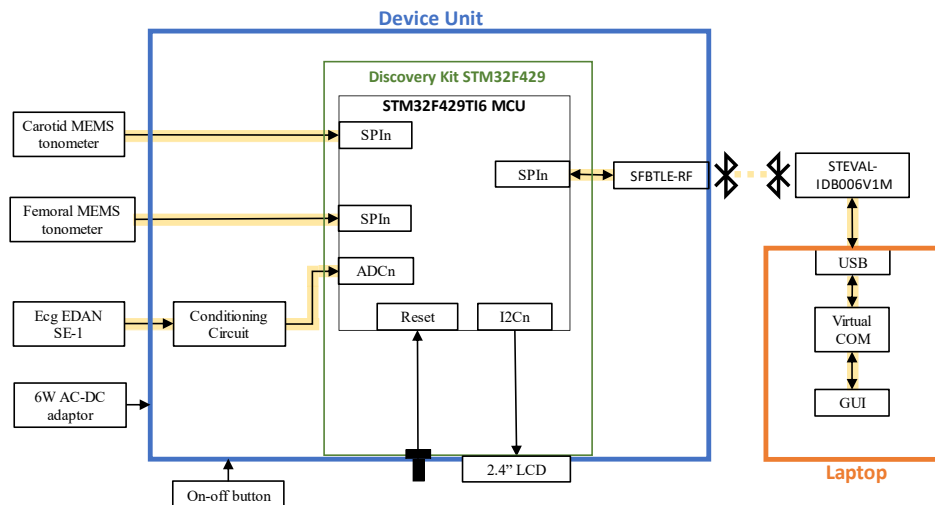 Device Unit
Discovery Kit STM32F429
STM32F429TI6 MCU
Carotid MEMS
tonometer
SPIn
SPIn
SFBTLE-RF
STEVAL-
IDB006V1M
Femoral MEMS
tonometer
SPIn
ADCn
USB
Ecg EDAN
SE-1
Conditioning
Circuit
Reset
I2Cn
Virtual
COM
6W AC-DC
adaptor
GUI
2.4” LCD
Laptop
On-off button